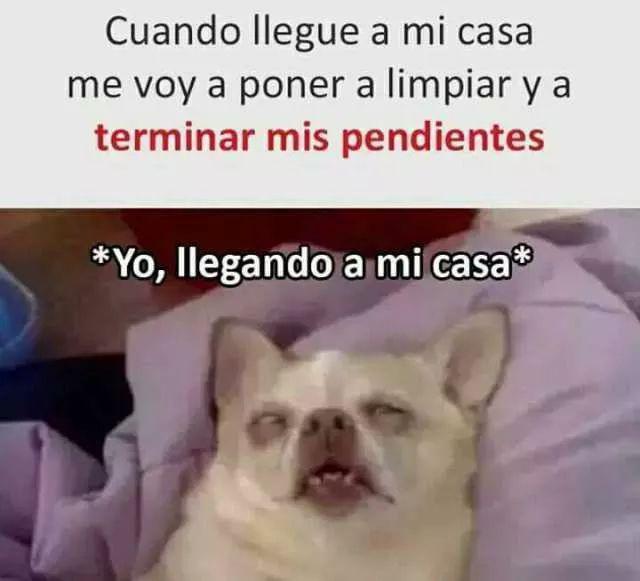 Cuando llegue a mi casa
me voy a poner a limpiar y a
terminar mis pendientes
*Yo, llegando a mi casa*